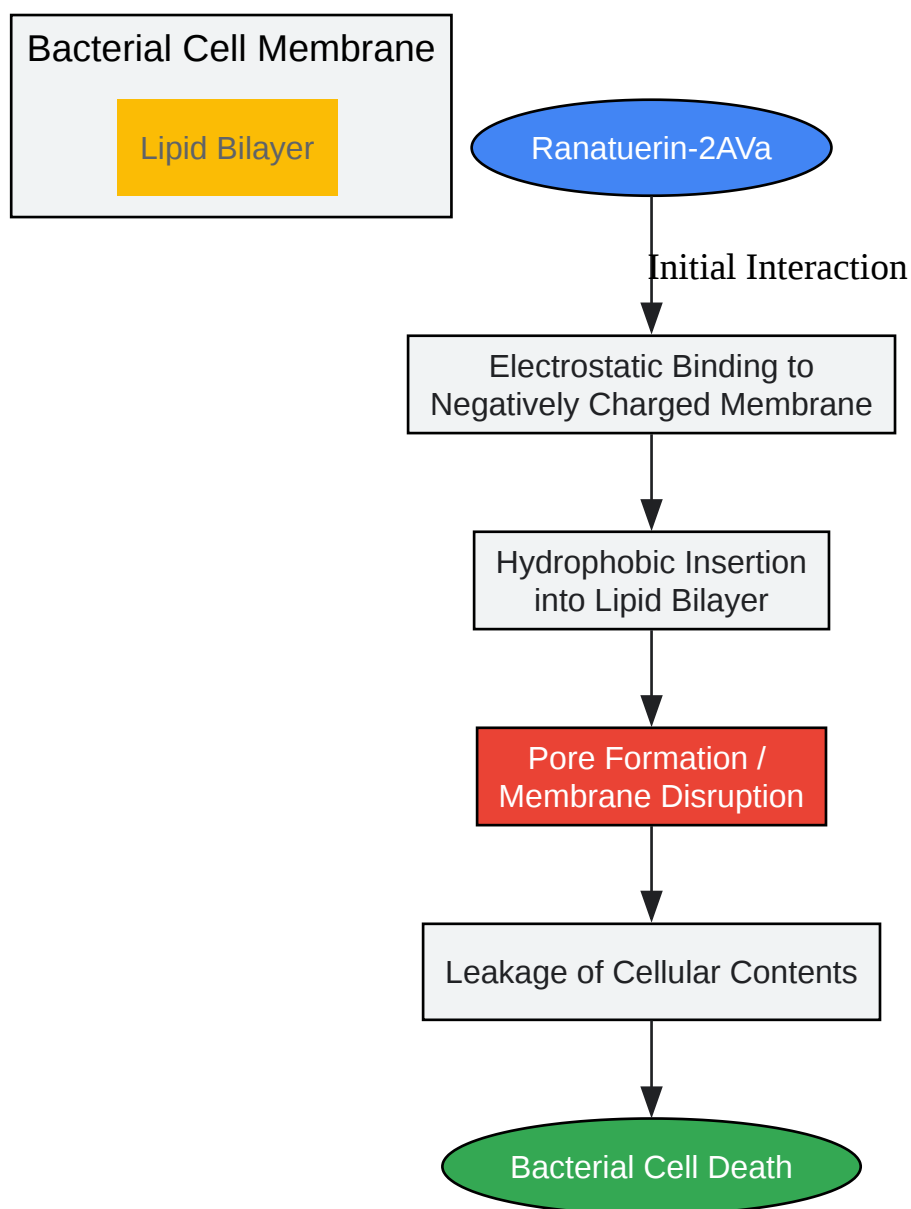 Bacterial Cell Membrane
Lipid Bilayer
Ranatuerin-2AVa
Initial Interaction
Electrostatic Binding to
Negatively Charged Membrane
Hydrophobic Insertion
into Lipid Bilayer
Pore Formation /
Membrane Disruption
Leakage of Cellular Contents
Bacterial Cell Death